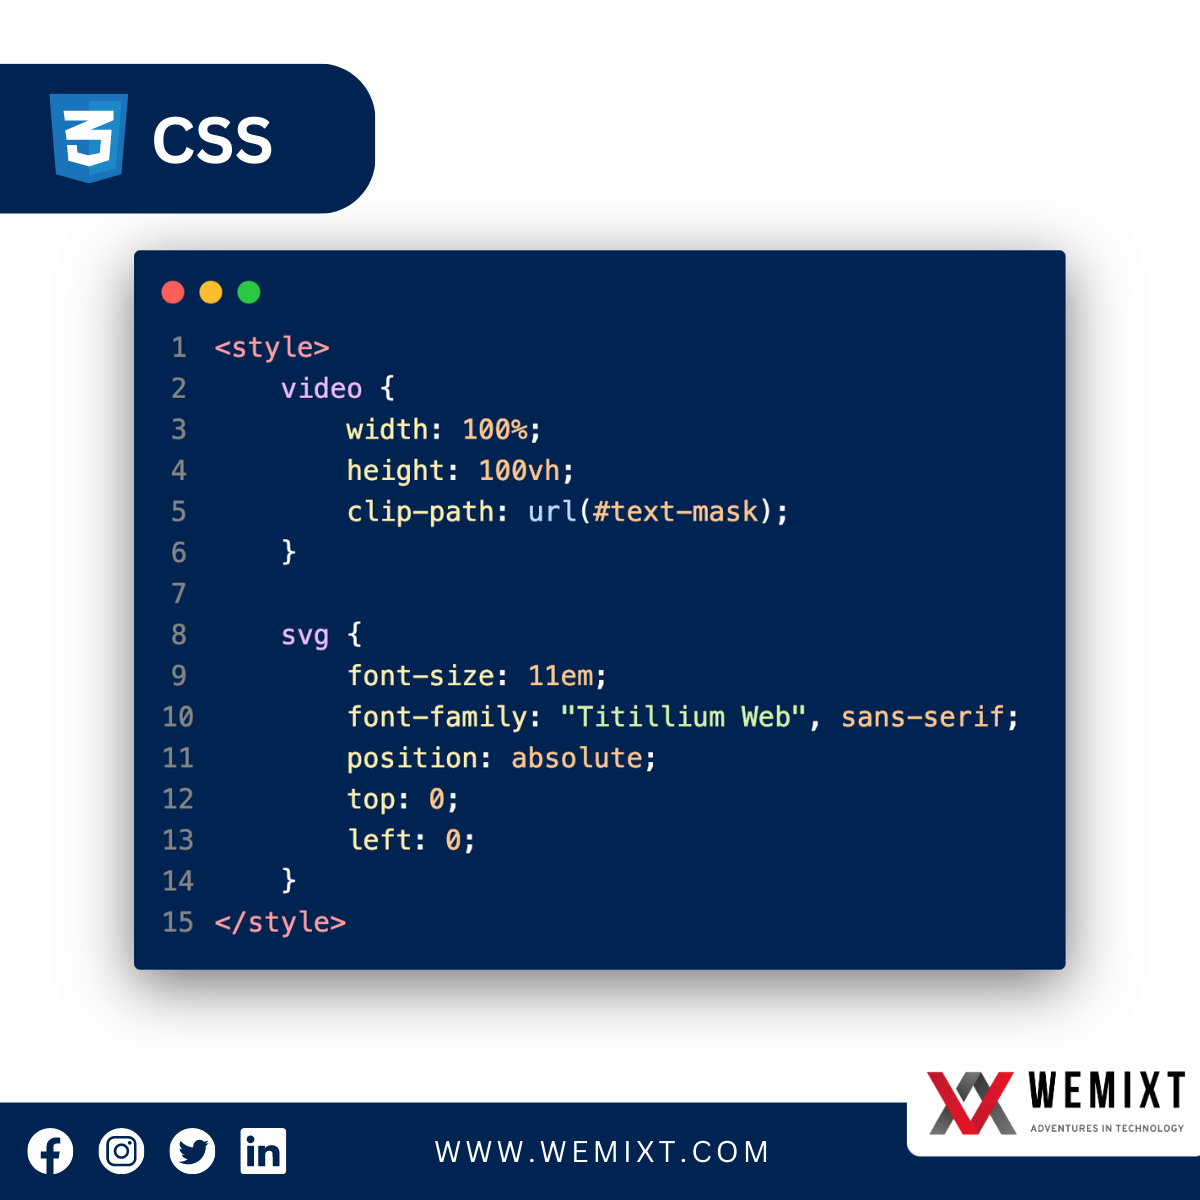 CSS
1 <style>
2     video {
3         width: 100%;
4         height: 100vh;
5         clip-path: url(#text-mask);
6     }
7
8     svg {
9         font-size: 11em;
10         font-family: "Titillium Web", sans-serif;
11         position: absolute;
12         top: 0;
13         left: 0;
14     }
15 </style>
WWW.WEMIXT.COM
WEMIXT
ADVENTURES IN TECHNOLOGY